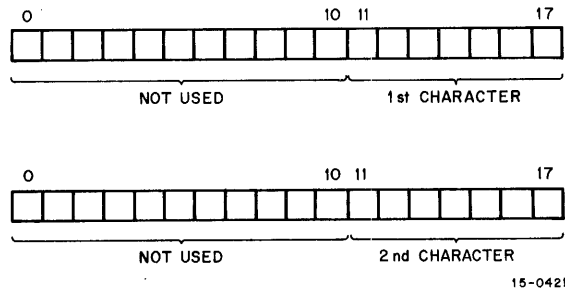 0 10 11 17
NOT USED 1st CHARACTER
0 10 11 17
NOT USED 2nd CHARACTER
15-0421